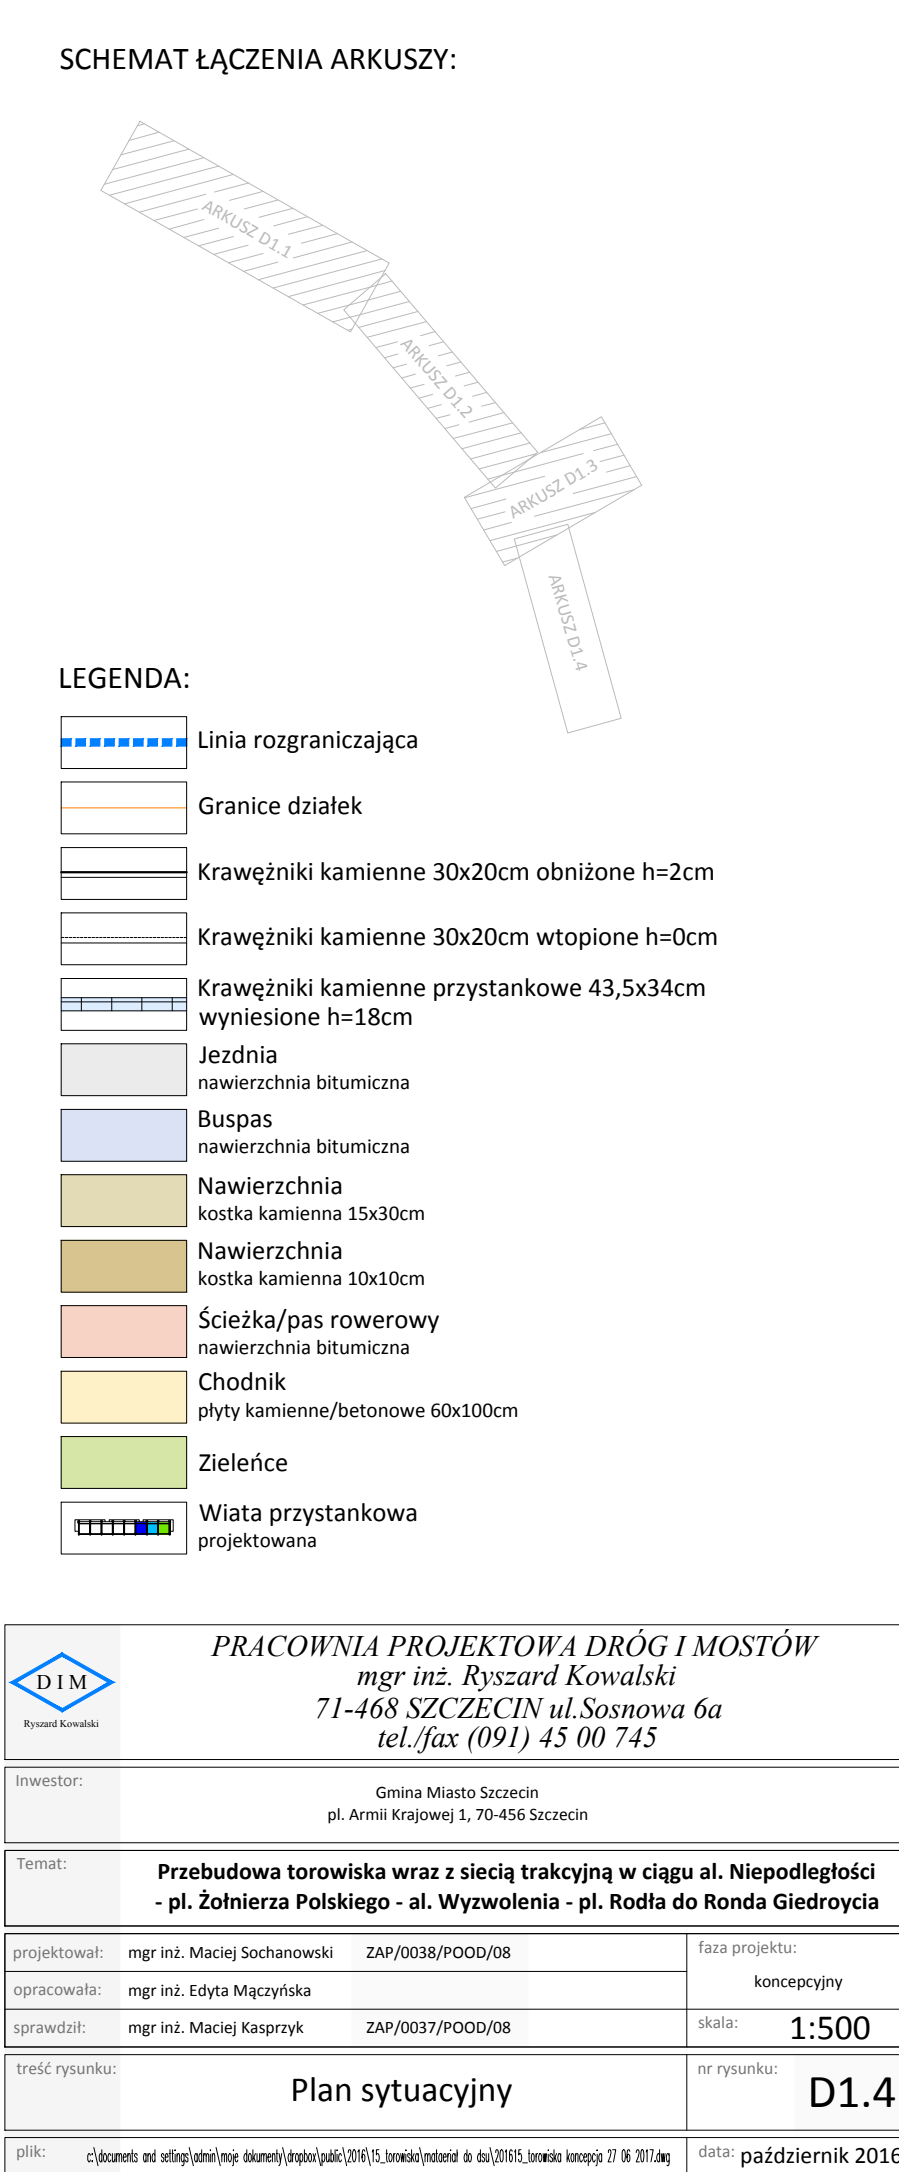 SCHEMAT ŁĄCZENIA ARKUSZY:
ARKUSZ D1.1
ARKUSZ D1.2
ARKUSZ D1.3
ARKUSZ D1.4
LEGENDA:
Linia rozgraniczająca
Granice działek
Krawężniki kamienne 30x20cm obniżone h=2cm
Krawężniki kamienne 30x20cm wtopione h=0cm
Krawężniki kamienne przystankowe 43,5x34cm
wyniesione h=18cm
Jezdnia
nawierzchnia bitumiczna
Buspas
nawierzchnia bitumiczna
Nawierzchnia
kostka kamienna 15x30cm
Nawierzchnia
kostka kamienna 10x10cm
Ścieżka/pas rowerowy
nawierzchnia bitumiczna
Chodnik
płyty kamienne/betonowe 60x100cm
Zieleńce
Wiata przystankowa
projektowana
D I M
Ryszard Kowalski
PRACOWNIA PROJEKTOWA DRÓG I MOSTÓW
mgr inż. Ryszard Kowalski
71-468 SZCZECIN ul.Sosnowa 6a
tel./fax (091) 45 00 745
Inwestor:
Gmina Miasto Szczecin
pl. Armii Krajowej 1, 70-456 Szczecin
Temat:
Przebudowa torowiska wraz z siecią trakcyjną w ciągu al. Niepodległości
- pl. Żołnierza Polskiego - al. Wyzwolenia - pl. Rodła do Ronda Giedroycia
projektował: mgr inż. Maciej Sochanowski ZAP/0038/POOD/08
opracowała: mgr inż. Edyta Mączyńska
sprawdził: mgr inż. Maciej Kasprzyk ZAP/0037/POOD/08
faza projektu:
koncepcyjny
skala: 1:500
treść rysunku:
Plan sytuacyjny
nr rysunku:
D1.4
plik: c:\documents and settings\admin\moje dokumenty\dropbox\public\2016\15_torowiska\mataeriał do dsu\201615_torowiska koncepcja 27 06 2017.dwg
data: październik 2016